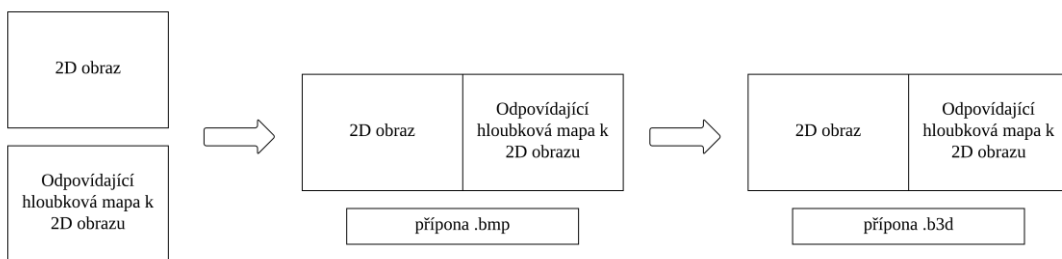 2D obraz
Odpovídající
hloubková mapa k
2D obrazu
2D obraz
Odpovídající
hloubková mapa k
2D obrazu
přípona .bmp
2D obraz
Odpovídající
hloubková mapa k
2D obrazu
přípona .b3d